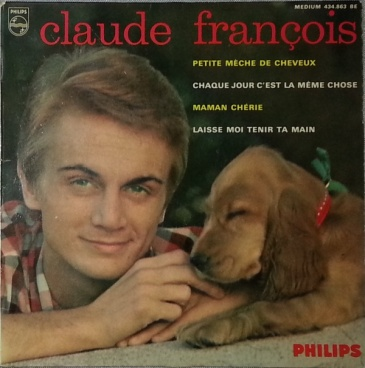 PHILIPS
MEDIUM 434.863 BE
claude françois
PETITE MÈCHE DE CHEVEUX
CHAQUE JOUR C'EST LA MÊME CHOSE
MAMAN CHÉRIE
LAISSE MOI TENIR TA MAIN
PHILIPS